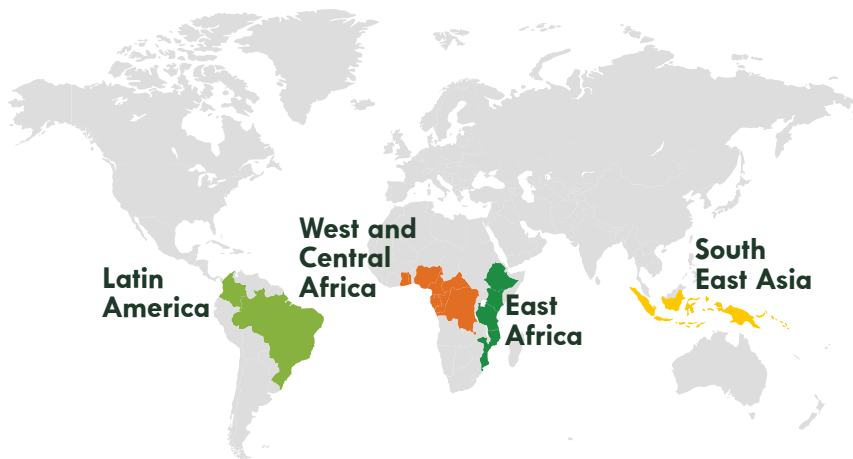 West and
Central
Africa
South
East Asia
Latin
America
East
Africa